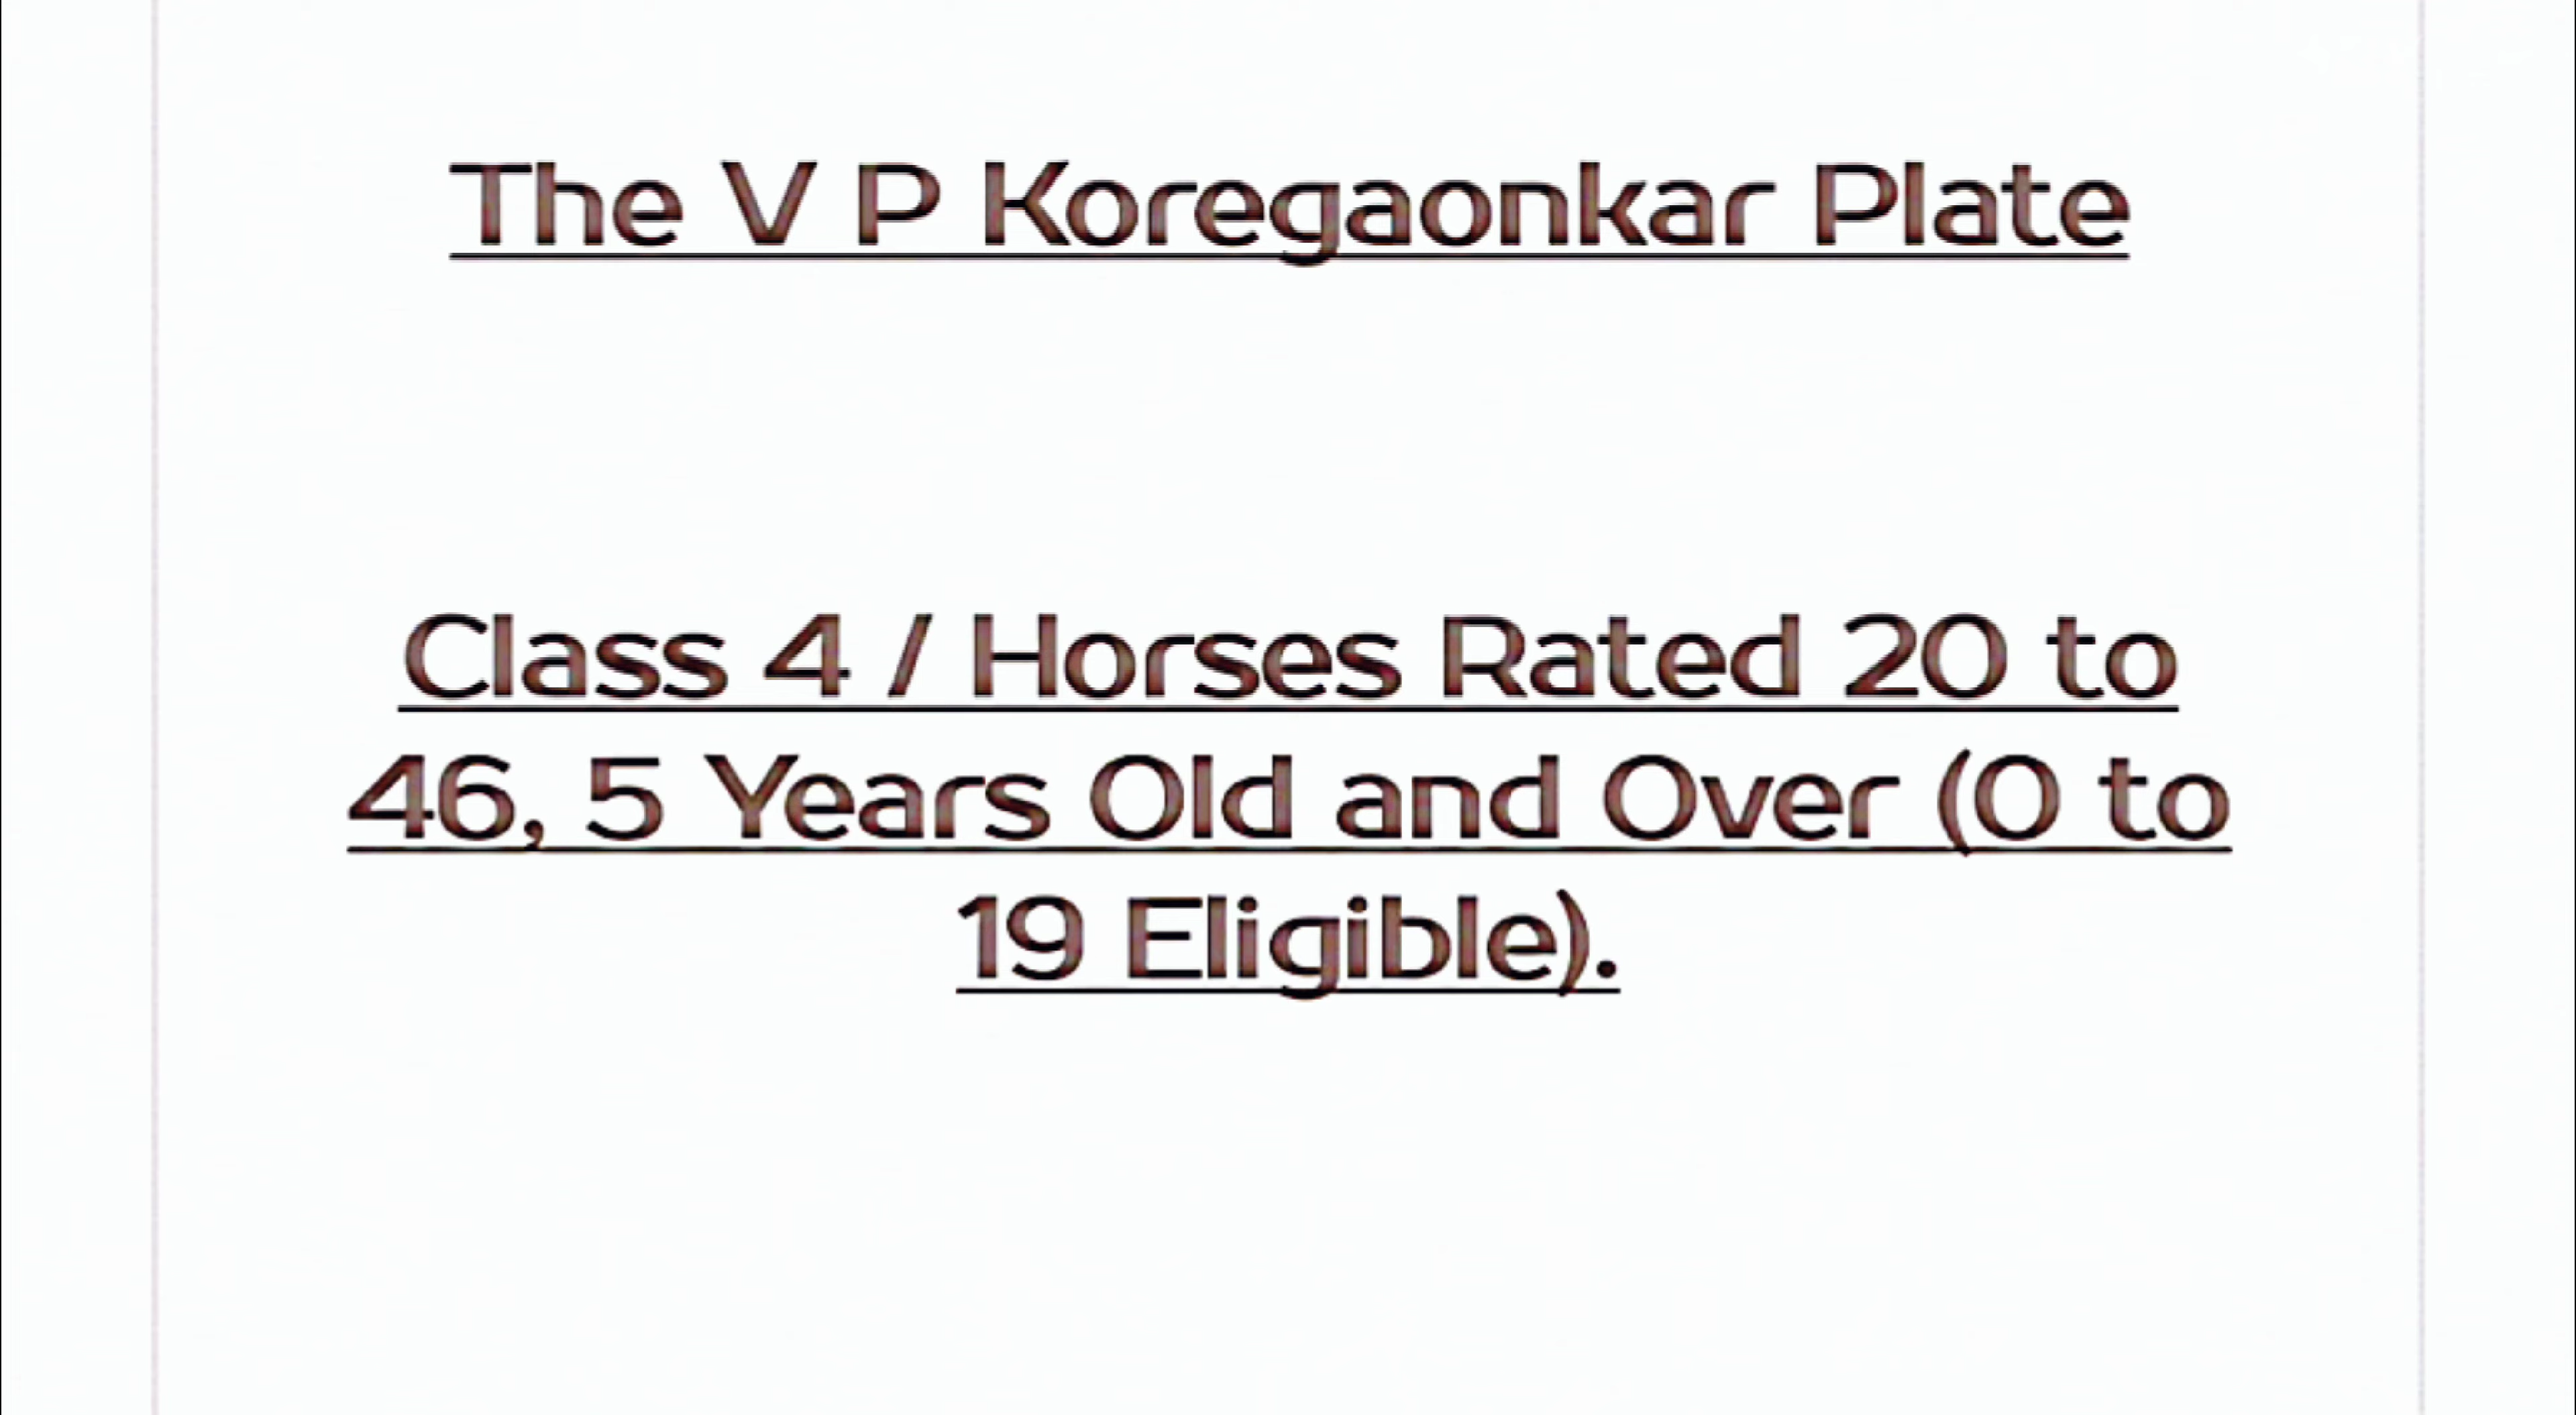 The V P Koregaonkar Plate
Class 4 / Horses Rated 20 to
46, 5 Years Old and Over (0 to
19 Eligible).